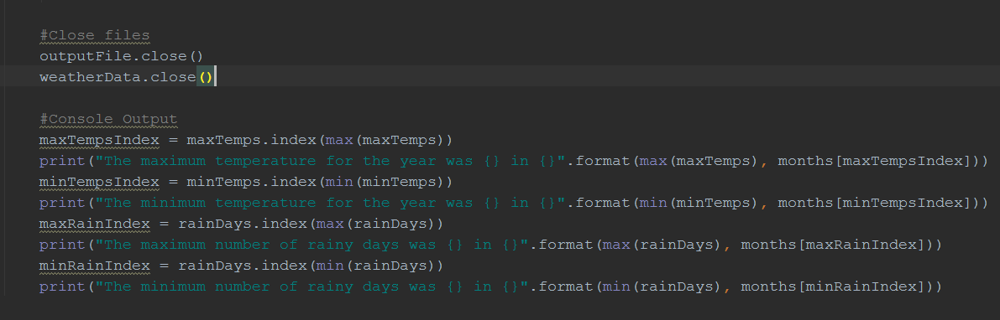 #Close files
outputFile.close()
weatherData.close()
#Console Output
maxTempsIndex = maxTemps.index(max(maxTemps))
print("The maximum temperature for the year was {} in {}".format(max(maxTemps), months[maxTempsIndex]))
minTempsIndex = minTemps.index(min(minTemps))
print("The minimum temperature for the year was {} in {}".format(min(minTemps), months[minTempsIndex]))
maxRainIndex = rainDays.index(max(rainDays))
print("The maximum number of rainy days was {} in {}".format(max(rainDays), months[maxRainIndex]))
minRainIndex = rainDays.index(min(rainDays))
print("The minimum number of rainy days was {} in {}".format(min(rainDays), months[minRainIndex]))